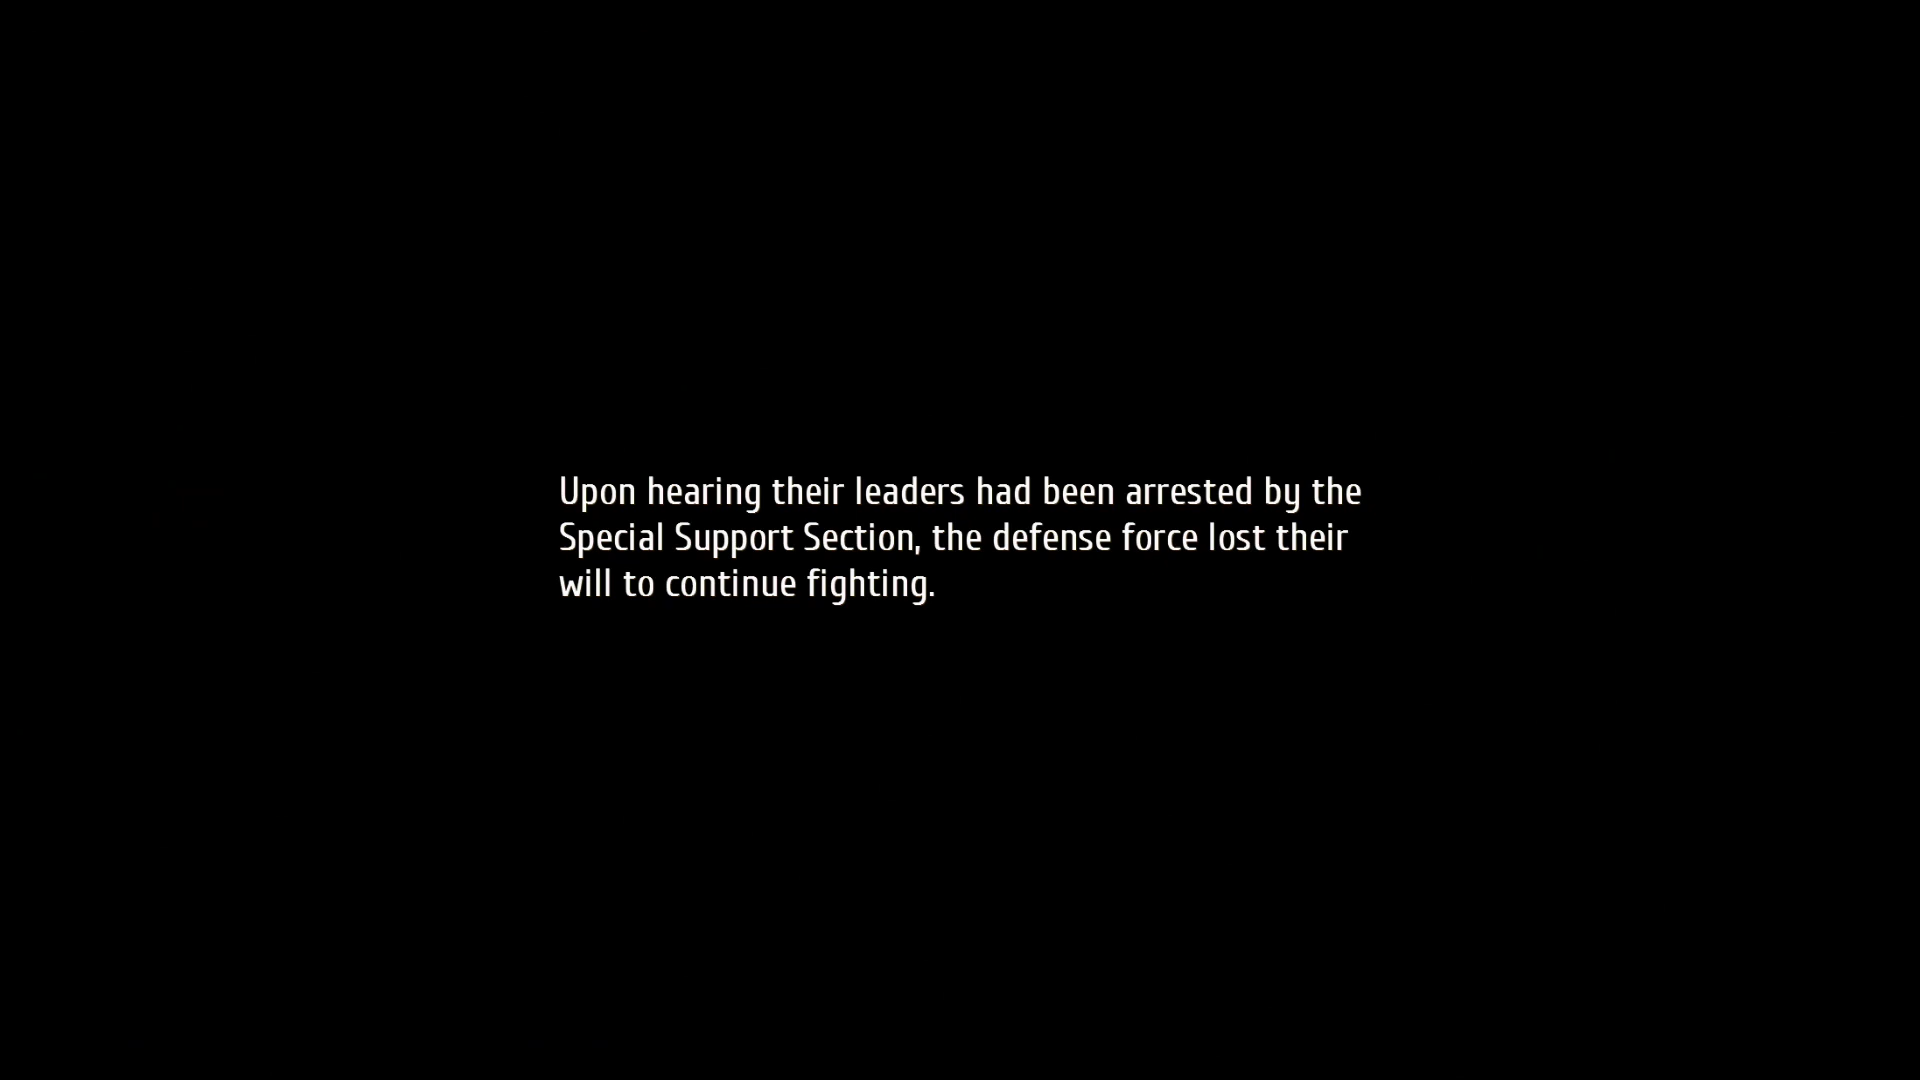 Upon hearing their leaders had been arrested by the
Special Support Section, the defense force lost their
will to continue fighting.